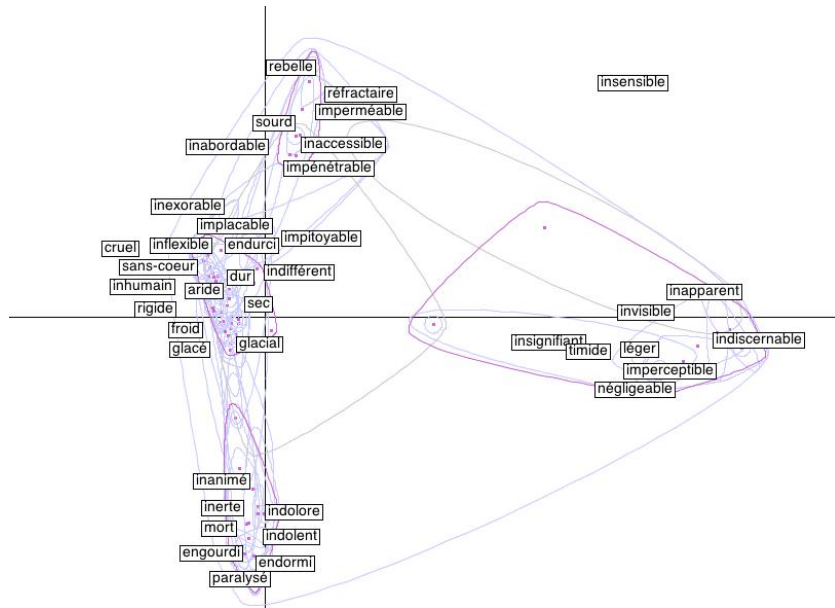 rebelle
insensible
réfractaire
imperméable
sourd
inabordable
inaccessible
impénétrable
inexorable
implacable
impitoyable
cruel
inflexible
endurci
sans-coeur
indifférent
dur
inhumain
aride
inapparent
rigide
sec
invisible
froid
glacé
glacial
insignifiant
timide
léger
indiscernable
imperceptible
négligeable
inanimé
inerte
indolore
mort
indolent
engourdi
endormi
paralysé